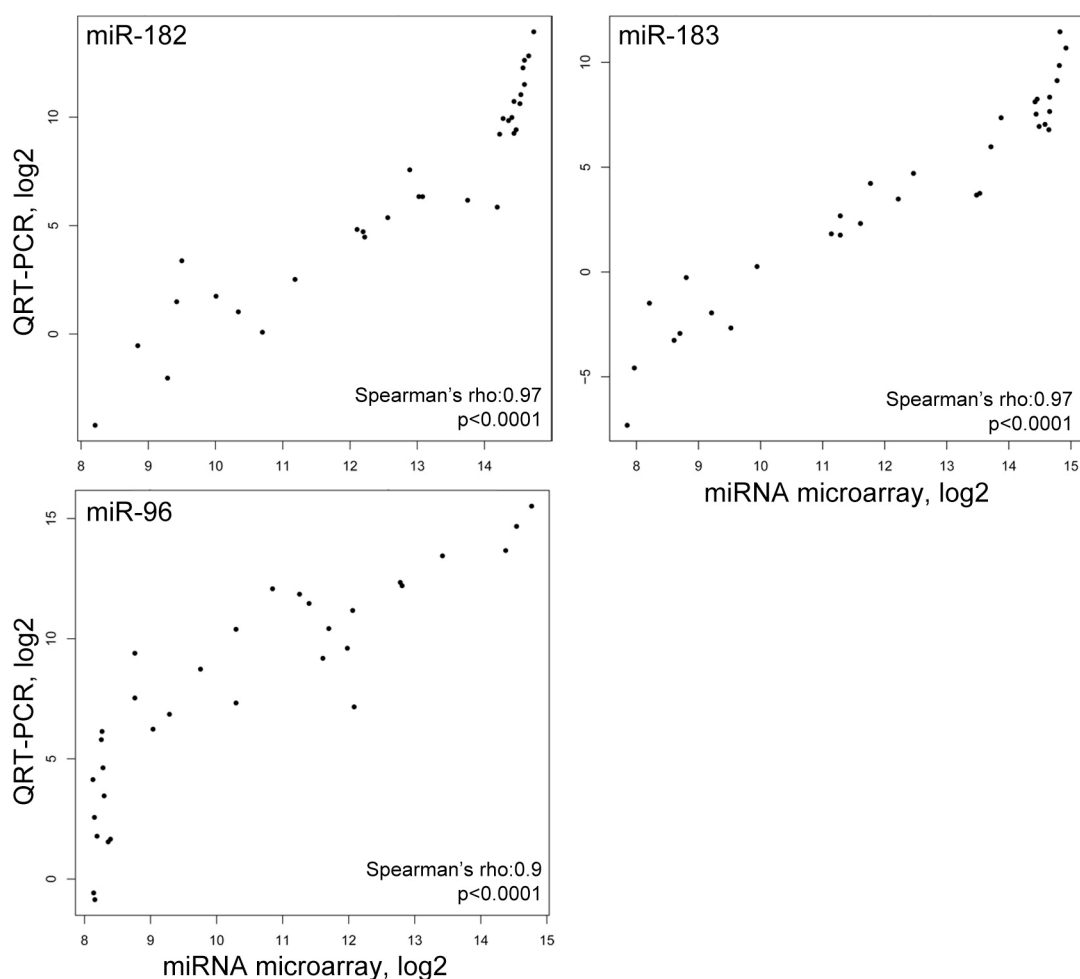 miR-182
QRT-PCR, log2
10
5
0
Spearman's rho:0.97
p<0.0001
8 9 10 11 12 13 14
miR-183
10
5
0
−5
Spearman's rho:0.97
p<0.0001
8 9 10 11 12 13 14 15
miRNA microarray, log2
miR-96
QRT-PCR, log2
15
10
5
0
Spearman's rho:0.9
p<0.0001
8 9 10 11 12 13 14 15
miRNA microarray, log2